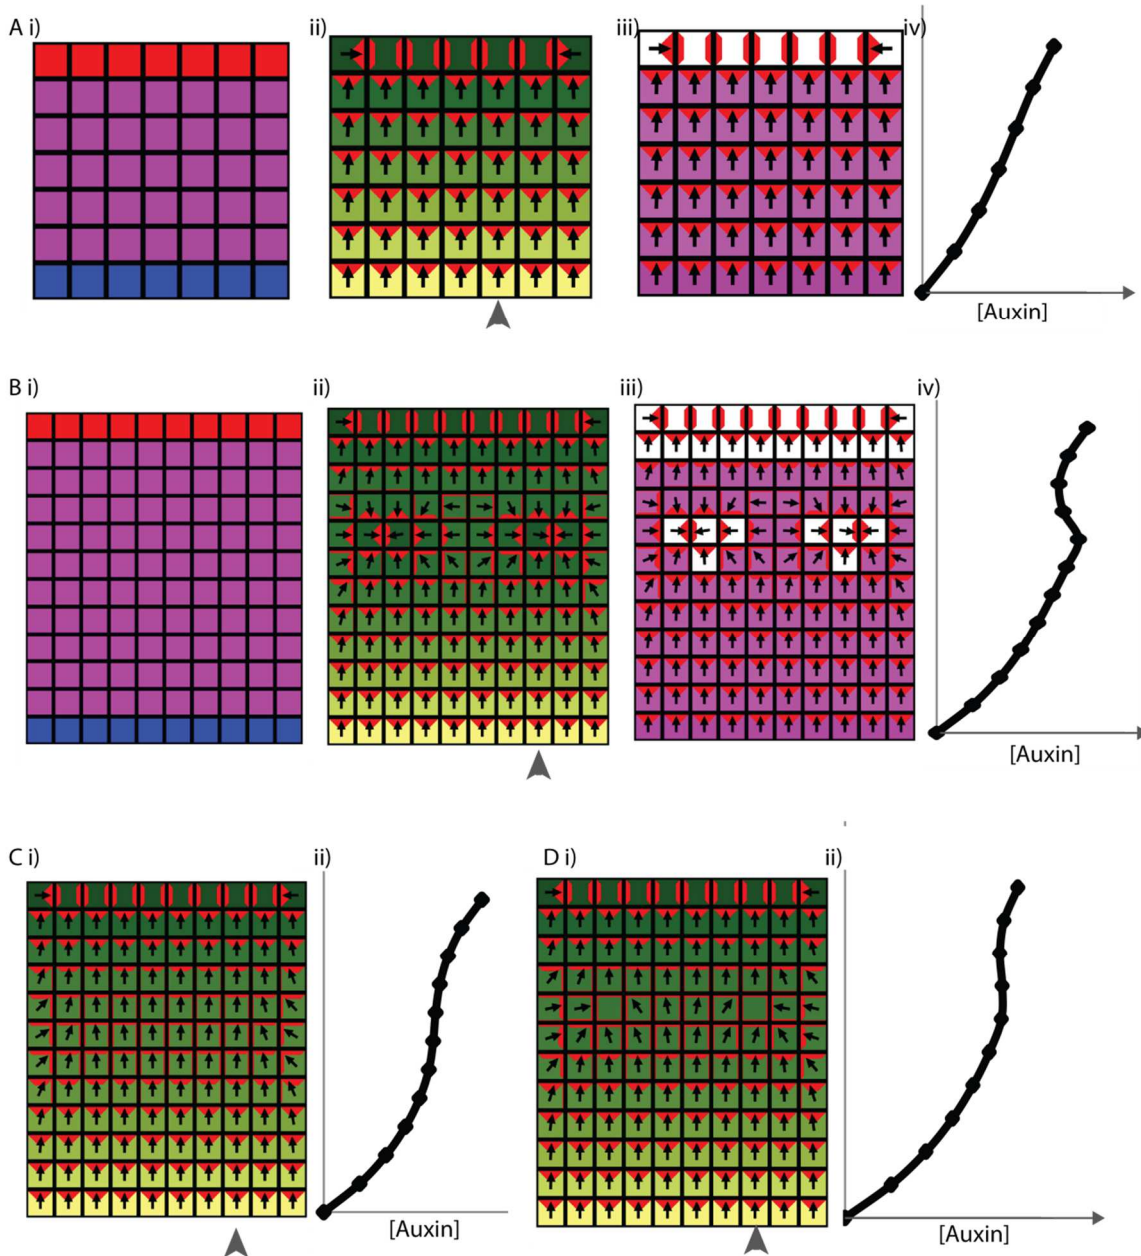 A i) ii) iii) iv)
[Auxin]
B i) ii) iii) iv)
[Auxin]
C i) ii) D i) ii)
[Auxin] [Auxin]